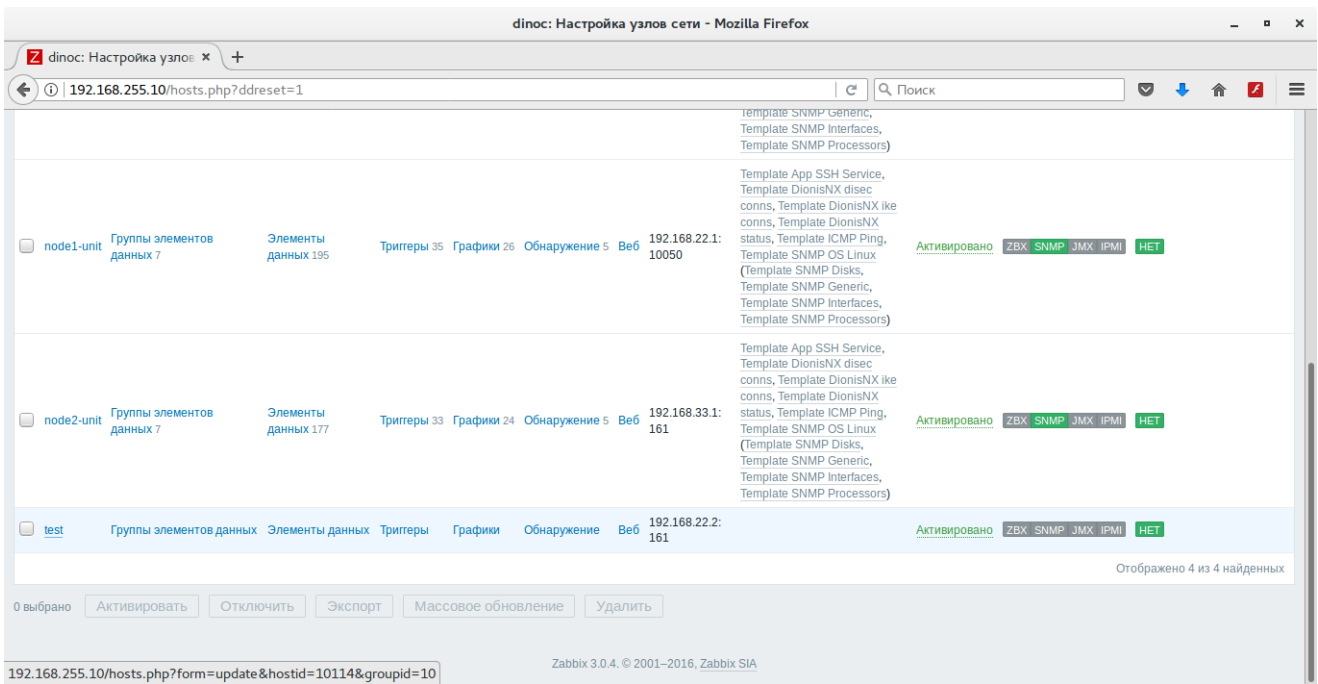 dinoc: Настройка узлов сети - Mozilla Firefox
Z dinoc: Настройка узлов
192.168.255.10/hosts.php?ddreset=1
Поиск
Template SNMP Generic,
Template SNMP Interfaces,
Template SNMP Processors)
node1-unit
Группы элементов
данных 7
Элементы
данных 195
Триггеры 35
Графики 26
Обнаружение 5
Веб
192.168.22.1:
10050
Template App SSH Service,
Template DionisNX disec
conns, Template DionisNX ike
conns, Template DionisNX
status, Template ICMP Ping,
Template SNMP OS Linux
(Template SNMP Disks,
Template SNMP Generic,
Template SNMP Interfaces,
Template SNMP Processors)
Активировано
ZBX SNMP JMX IPMI
НЕТ
node2-unit
Группы элементов
данных 7
Элементы
данных 177
Триггеры 33
Графики 24
Обнаружение 5
Веб
192.168.33.1:
161
Template App SSH Service,
Template DionisNX disec
conns, Template DionisNX ike
conns, Template DionisNX
status, Template ICMP Ping,
Template SNMP OS Linux
(Template SNMP Disks,
Template SNMP Generic,
Template SNMP Interfaces,
Template SNMP Processors)
Активировано
ZBX SNMP JMX IPMI
НЕТ
test
Группы элементов данных
Элементы данных
Триггеры
Графики
Обнаружение
Веб
192.168.22.2:
161
Активировано
ZBX SNMP JMX IPMI
НЕТ
Отображено 4 из 4 найденных
0 выбрано
Активировать
Отключить
Экспорт
Массовое обновление
Удалить
Zabbix 3.0.4. © 2001–2016, Zabbix SIA
192.168.255.10/hosts.php?form=update&hostid=10114&groupid=10